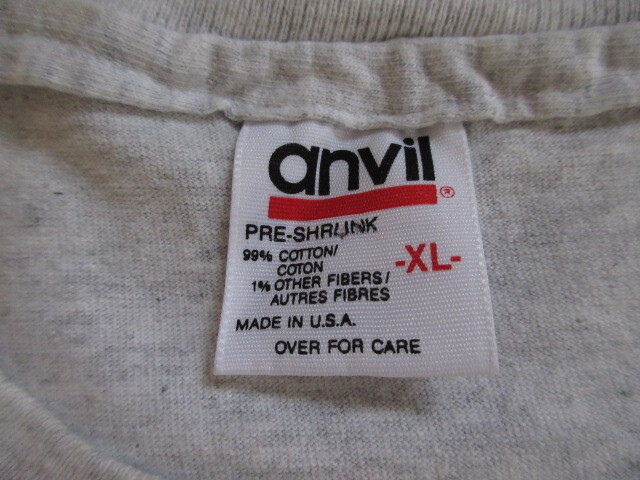 anvil
®
PRE-SHRUNK
99% COTTON/
COTON
-XL-
1% OTHER FIBERS/
AUTRES FIBRES
MADE IN U.S.A.
OVER FOR CARE